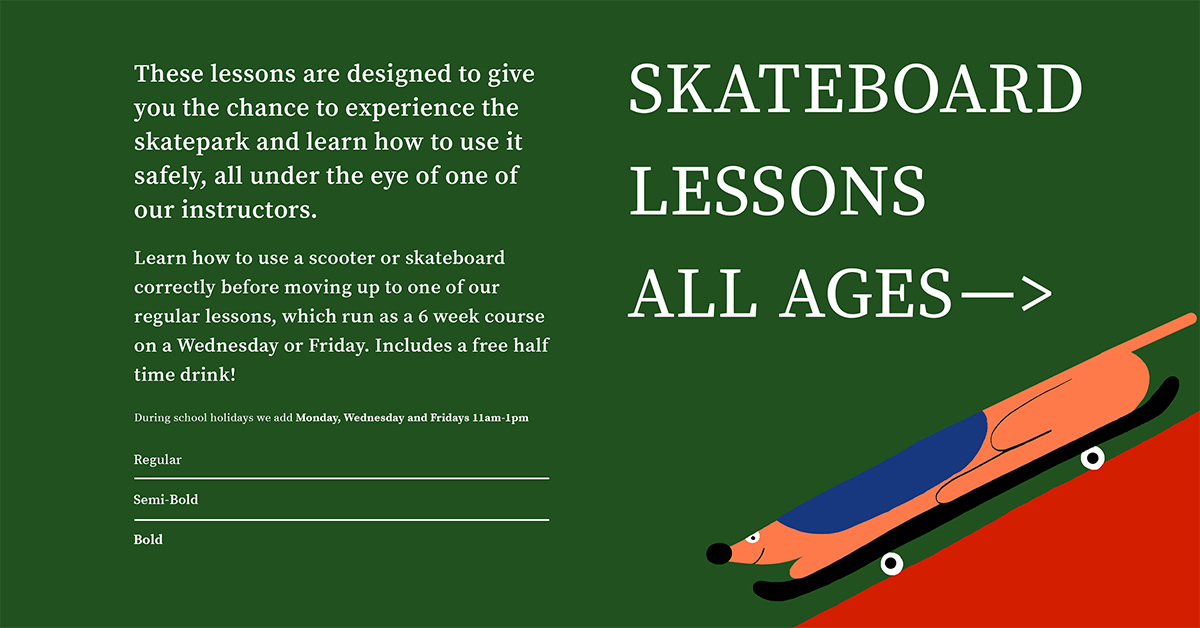 These lessons are designed to give
you the chance to experience the
skatepark and learn how to use it
safely, all under the eye of one of
our instructors.
Learn how to use a scooter or skateboard
correctly before moving up to one of our
regular lessons, which run as a 6 week course
on a Wednesday or Friday. Includes a free half
time drink!
During school holidays we add Monday, Wednesday and Fridays 11am-1pm
Regular
Semi-Bold
Bold
SKATEBOARD
LESSONS
ALL AGES—>